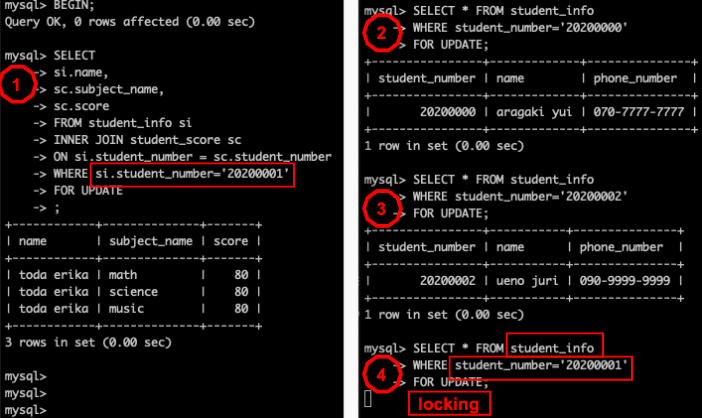 mysql> BEGIN;
Query OK, 0 rows affected (0.00 sec)
mysql> SELECT
-> si.name,
1
-> sc.subject_name,
-> sc.score
-> FROM student_info si
-> INNER JOIN student_score sc
-> ON si.student_number = sc.student_number
-> WHERE si.student_number='20200001'
-> FOR UPDATE
-> ;
+------------+--------------+-------+
| name | subject_name | score |
+------------+--------------+-------+
| toda erika | math | 80 |
| toda erika | science | 80 |
| toda erika | music | 80 |
+------------+--------------+-------+
3 rows in set (0.00 sec)
mysql>
mysql>
mysql>
mysql> SELECT * FROM student_info
2
-> WHERE student_number='20200000'
-> FOR UPDATE;
+----------------+-------------+---------------+
| student_number | name | phone_number |
+----------------+-------------+---------------+
| 20200000 | aragaki yui | 070-7777-7777 |
+----------------+-------------+---------------+
1 row in set (0.00 sec)
mysql> SELECT * FROM student_info
3
-> WHERE student_number='20200002'
-> FOR UPDATE;
+----------------+-----------+---------------+
| student_number | name | phone_number |
+----------------+-----------+---------------+
| 20200002 | ueno juri | 090-9999-9999 |
+----------------+-----------+---------------+
1 row in set (0.00 sec)
mysql> SELECT * FROM student_info
4
-> WHERE student_number='20200001'
-> FOR UPDATE;
locking